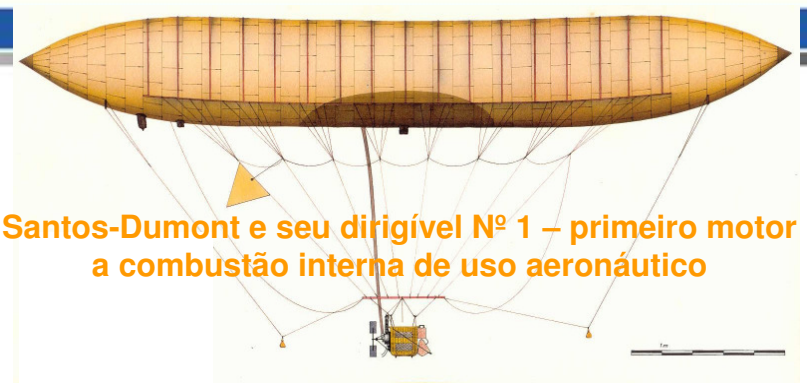 Santos-Dumont e seu dirigível Nº 1 – primeiro motor
a combustão interna de uso aeronáutico